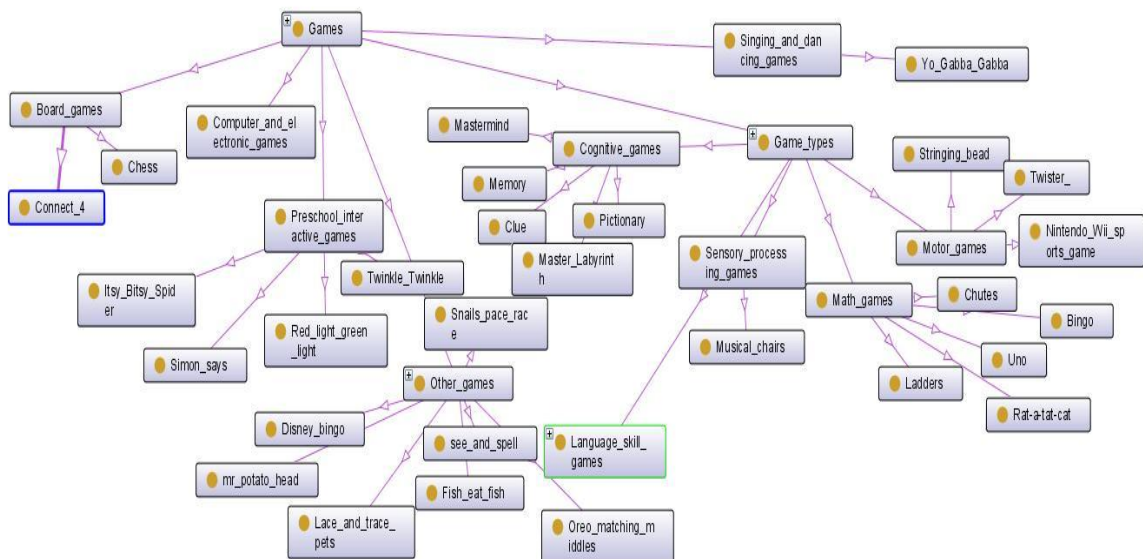 Games
Singing_and_dan
cing_games
Yo_Gabba_Gabba
Board_games
Computer_and_el
ectronic_games
Mastermind
Cognitive_games
Game_types
Stringing_bead
Chess
Memory
Twister_
Connect_4
Preschool_inter
active_games
Clue
Pictionary
Motor_games
Nintendo_Wii_sp
orts_game
Master_Labyrint
h
Sensory_process
ing_games
Twinkle_Twinkle
Itsy_Bitsy_Spid
er
Math_games
Chutes
Snails_pace_rac
e
Bingo
Red_light_green
_light
Musical_chairs
Uno
Simon_says
Other_games
Ladders
Rat-a-tat-cat
Disney_bingo
see_and_spell
Language_skill_
games
mr_potato_head
Fish_eat_fish
Lace_and_trace_
pets
Oreo_matching_m
iddles